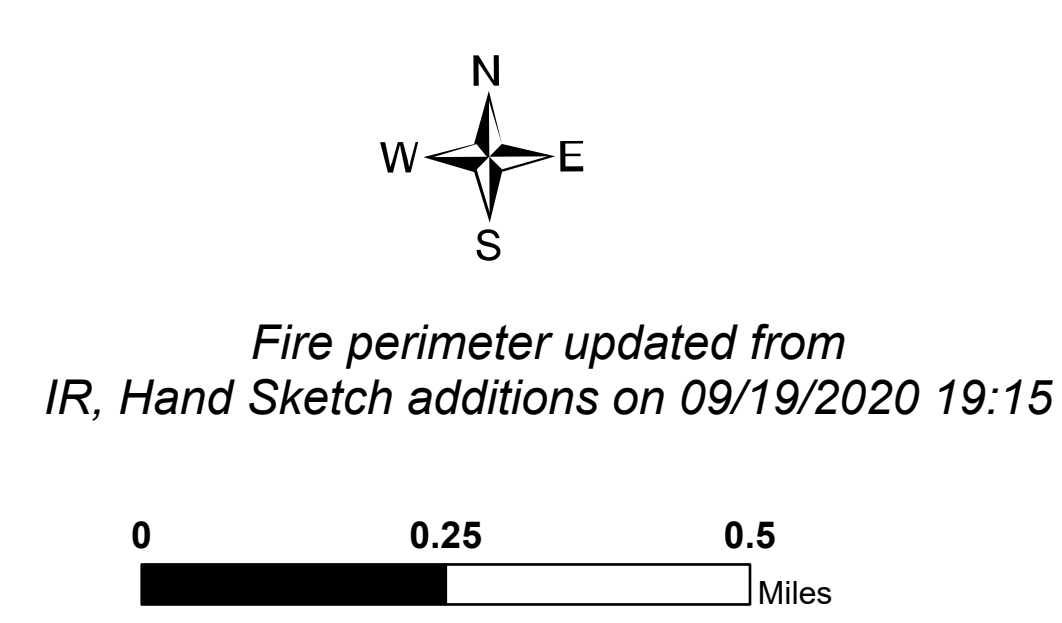 N
W E
S
Fire perimeter updated from
IR, Hand Sketch additions on 09/19/2020 19:15
0 0.25 0.5
Miles